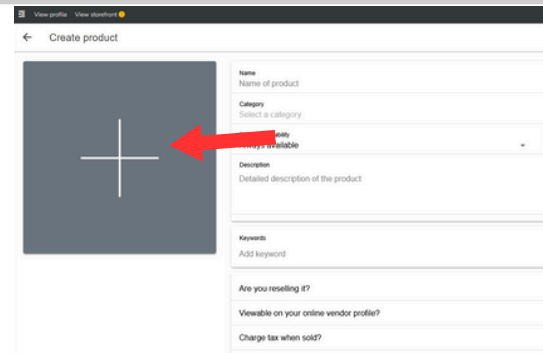 View profile View storefront
Create product
Name
Name of product
Category
Select a category
available
Description
Detailed description of the product
Keywords
Add keyword
Are you reselling it?
Viewable on your online vendor profile?
Charge tax when sold?